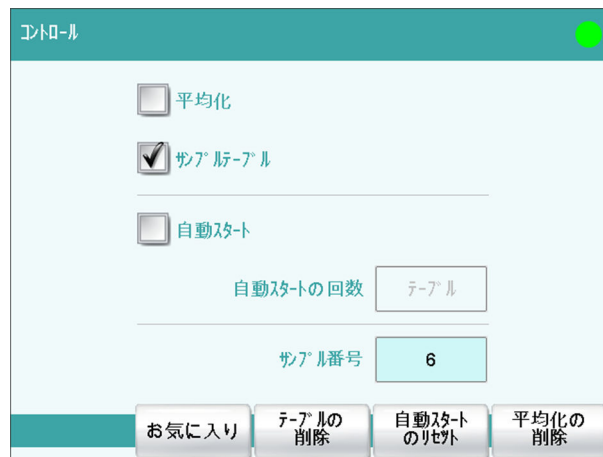 ｺﾝﾄﾛｰﾙ
平均化
ｻﾝﾌﾟﾙﾃｰﾌﾞﾙ
自動ｽﾀｰﾄ
自動ｽﾀｰﾄの回数
ﾃｰﾌﾞﾙ
ｻﾝﾌﾟﾙ番号
6
お気に入り
ﾃｰﾌﾞﾙの
削除
自動ｽﾀｰﾄ
のﾘｾｯﾄ
平均化の
削除